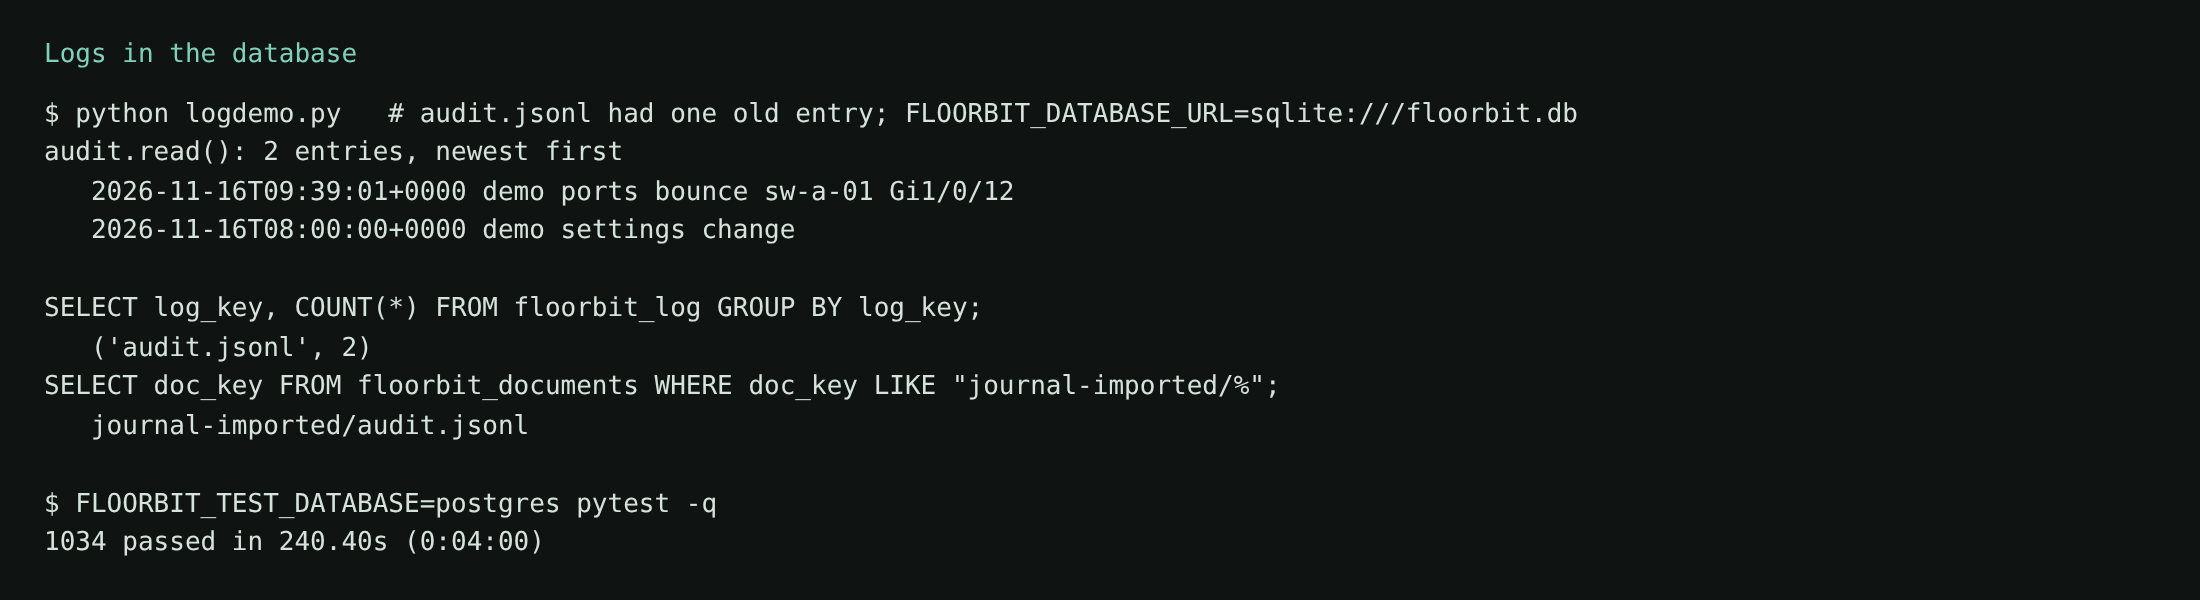 Logs in the database
$ python logdemo.py   # audit.jsonl had one old entry; FLOORBIT_DATABASE_URL=sqlite:///floorbit.db
audit.read(): 2 entries, newest first
   2026-11-16T09:39:01+0000 demo ports bounce sw-a-01 Gi1/0/12
   2026-11-16T08:00:00+0000 demo settings change
SELECT log_key, COUNT(*) FROM floorbit_log GROUP BY log_key;
   ('audit.jsonl', 2)
SELECT doc_key FROM floorbit_documents WHERE doc_key LIKE "journal-imported/%";
   journal-imported/audit.jsonl
$ FLOORBIT_TEST_DATABASE=postgres pytest -q
1034 passed in 240.40s (0:04:00)